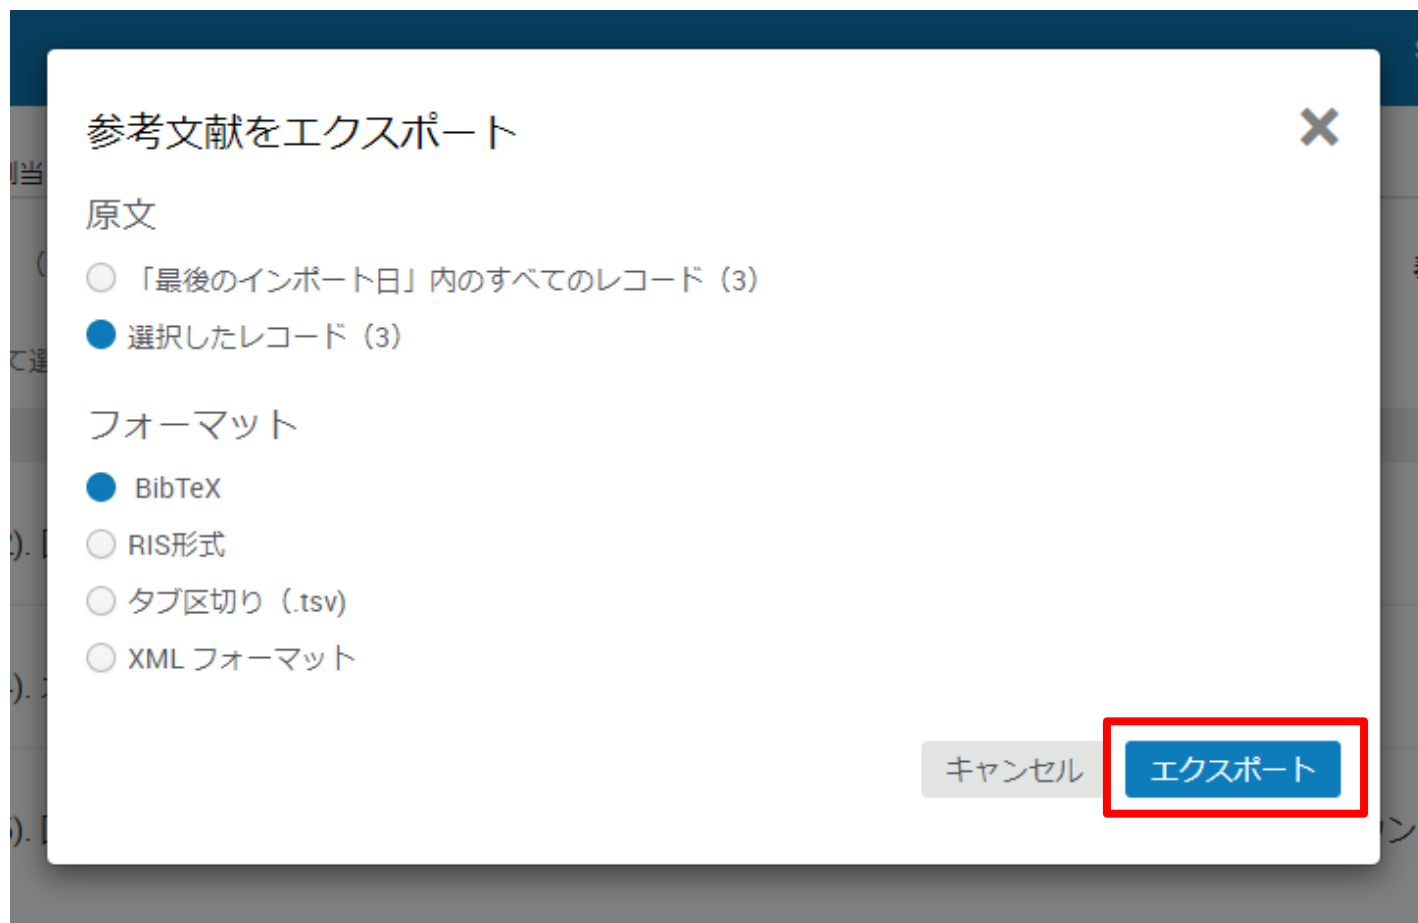 参考文献をエクスポート
原文
「最後のインポート日」内のすべてのレコード（3）
選択したレコード（3）
フォーマット
BibTeX
RIS形式
タブ区切り（.tsv)
XML フォーマット
キャンセル
エクスポート